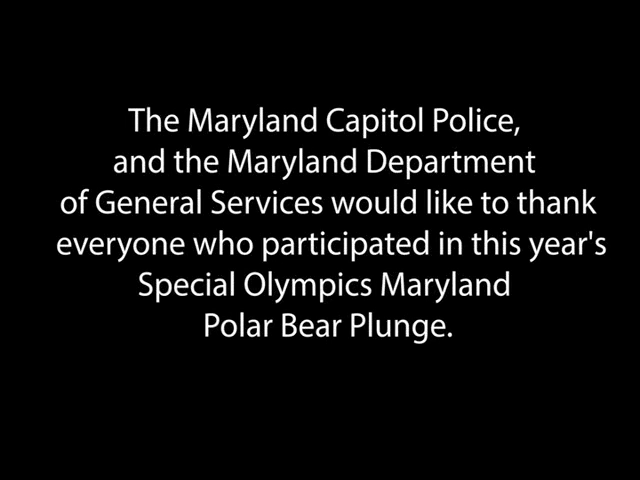 The Maryland Capitol Police,
and the Maryland Department
of General Services would like to thank
everyone who participated in this year's
Special Olympics Maryland
Polar Bear Plunge.